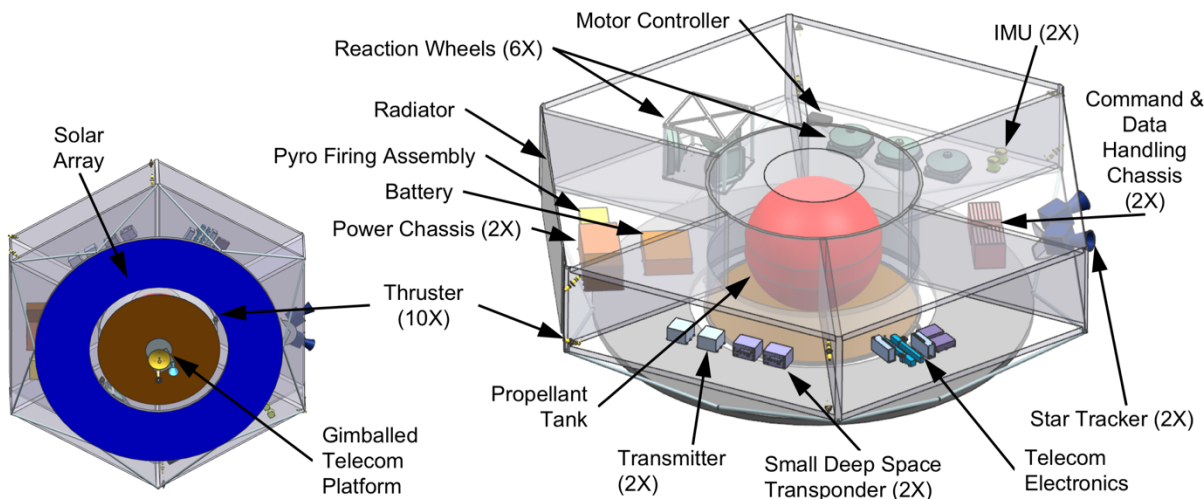 Motor Controller
Reaction Wheels (6X)
IMU (2X)
Radiator
Command &
Data
Handling
Chassis
(2X)
Solar
Array
Pyro Firing Assembly
Battery
Power Chassis (2X)
Thruster
(10X)
Propellant
Tank
Star Tracker (2X)
Gimballed
Telecom
Platform
Transmitter
(2X)
Small Deep Space
Transponder (2X)
Telecom
Electronics